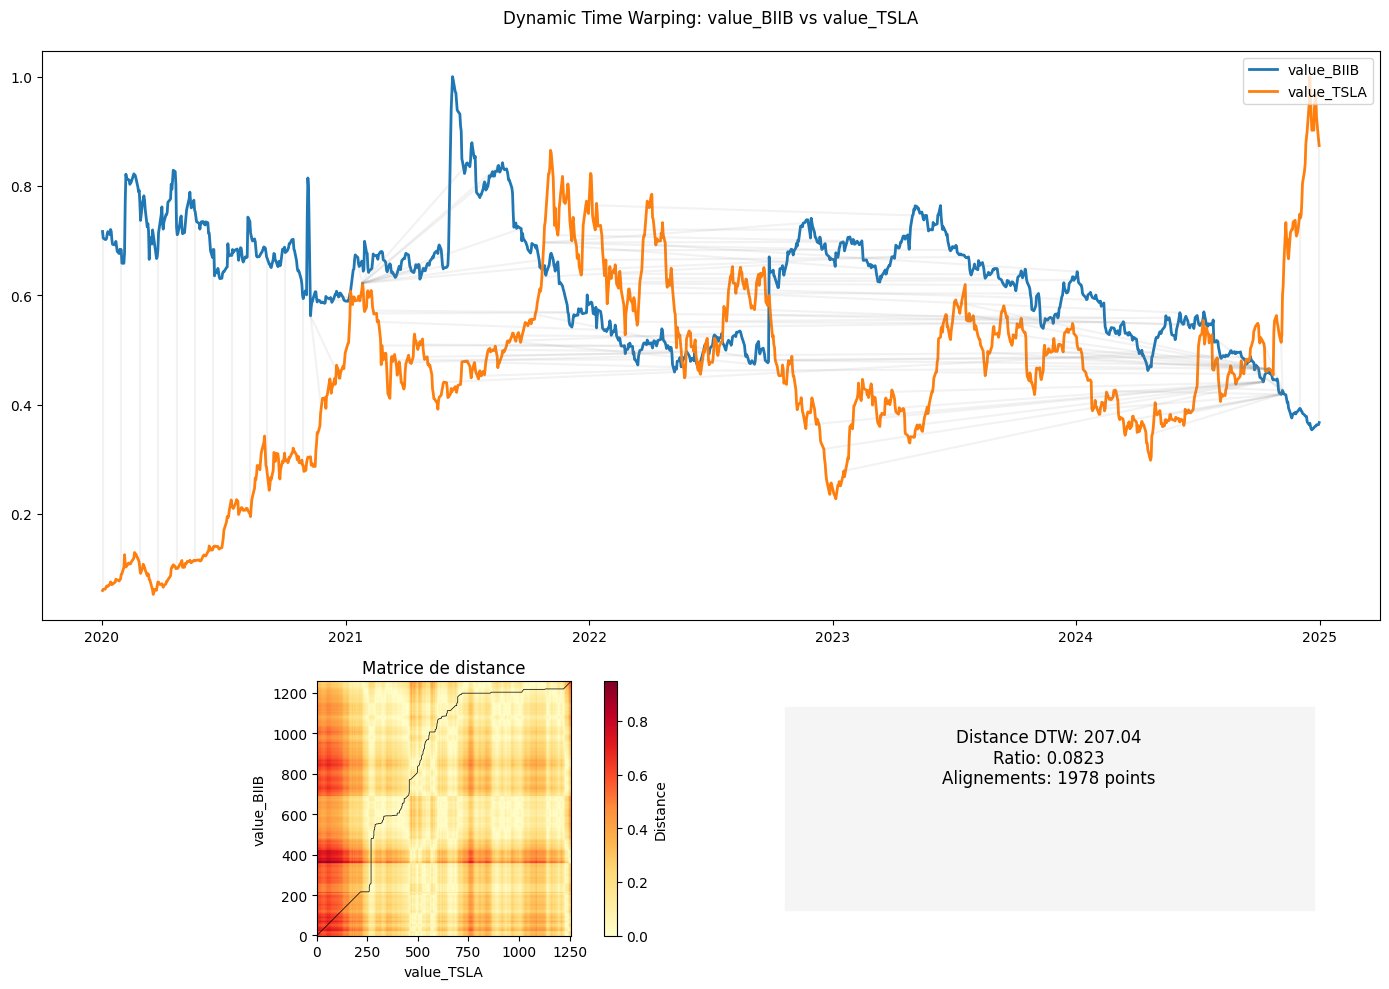 Dynamic Time Warping: value_BIIB vs value_TSLA
value_BIIB
value_TSLA
1.0
0.8
0.6
0.4
0.2
2020 2021 2022 2023 2024 2025
Matrice de distance
value_BIIB
1200
1000
800
600
400
200
0
0 250 500 750 1000 1250
value_TSLA
0.8
0.6
0.4
0.2
0.0
Distance
Distance DTW: 207.04
Ratio: 0.0823
Alignements: 1978 points